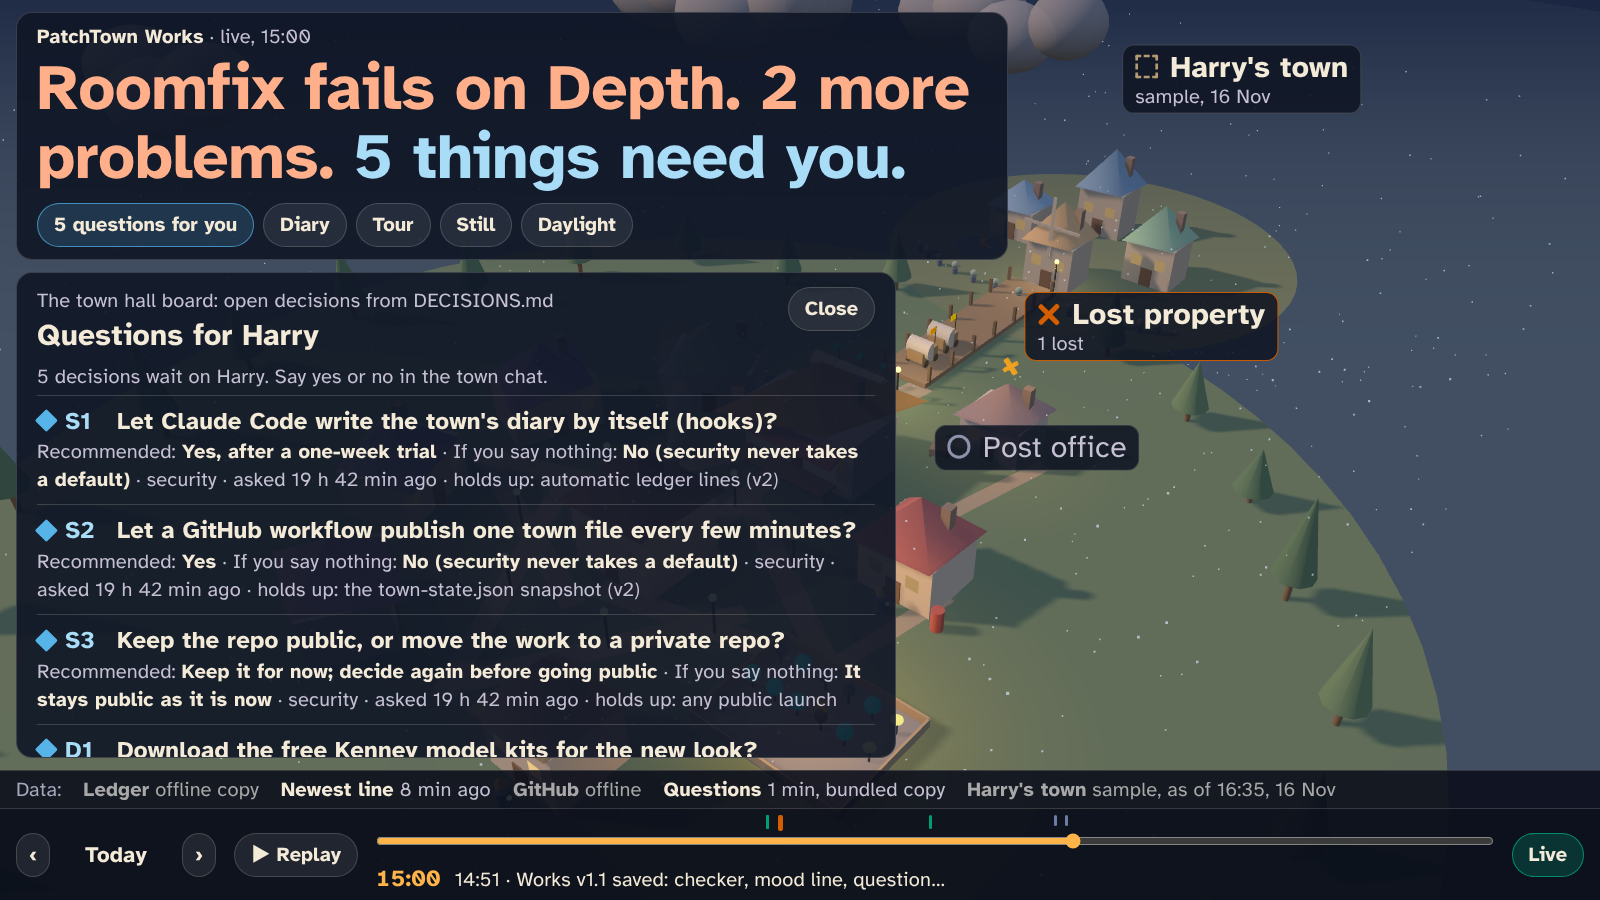 PatchTown Works · live, 15:00
Roomfix fails on Depth. 2 more
problems. 5 things need you.
5 questions for you
Diary
Tour
Still
Daylight
Harry's town
sample, 16 Nov
Lost property
1 lost
Post office
The town hall board: open decisions from DECISIONS.md
Close
Questions for Harry
5 decisions wait on Harry. Say yes or no in the town chat.
S1 Let Claude Code write the town's diary by itself (hooks)?
Recommended: Yes, after a one-week trial · If you say nothing: No (security never takes
a default) · security · asked 19 h 42 min ago · holds up: automatic ledger lines (v2)
S2 Let a GitHub workflow publish one town file every few minutes?
Recommended: Yes · If you say nothing: No (security never takes a default) · security ·
asked 19 h 42 min ago · holds up: the town-state.json snapshot (v2)
S3 Keep the repo public, or move the work to a private repo?
Recommended: Keep it for now; decide again before going public · If you say nothing: It
stays public as it is now · security · asked 19 h 42 min ago · holds up: any public launch
D1 Download the free Kenney model kits for the new look?
Data: Ledger offline copy Newest line 8 min ago GitHub offline Questions 1 min, bundled copy Harry's town sample, as of 16:35, 16 Nov
‹ Today › ▶ Replay
Live
15:00 14:51 · Works v1.1 saved: checker, mood line, question...